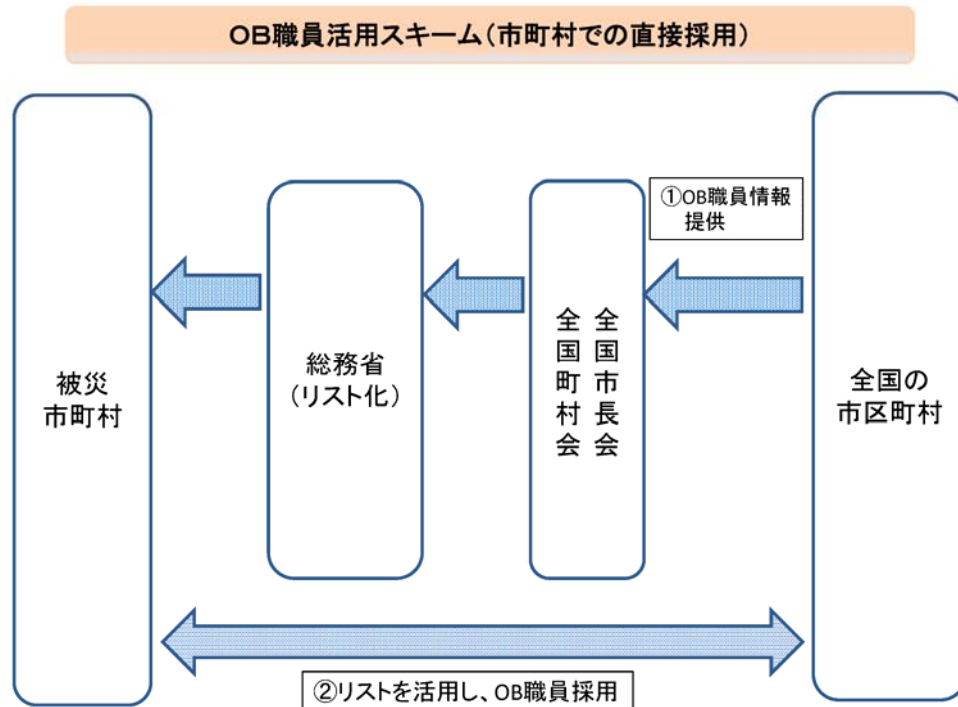 OB職員活用スキーム（市町村での直接採用）
被災
市町村
総務省
（リスト化）
全国市長会
全国町村会
①OB職員情報
提供
全国の
市区町村
②リストを活用し、OB職員採用